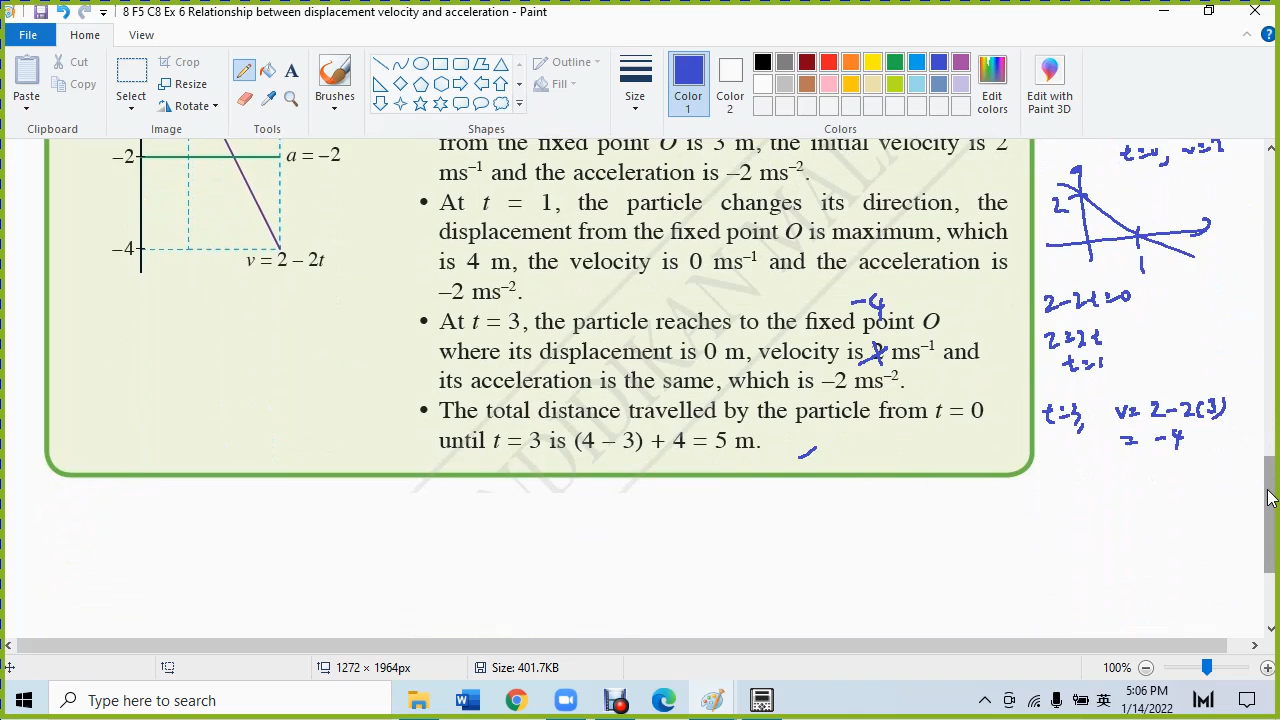 8 F5 C8 Ex 6 Relationship between displacement velocity and acceleration - Paint
File Home View
Paste Cut Copy Clipboard
Select Crop Resize Rotate Image
A Tools
Brushes
Outline Fill Shapes
Size
Color 1 Color 2 Edit colors Colors
Edit with Paint 3D
–2 a = –2
–4 v = 2 – 2t
from the fixed point O is 3 m, the initial velocity is 2
ms–1 and the acceleration is –2 ms–2.
• At t = 1, the particle changes its direction, the
displacement from the fixed point O is maximum, which
is 4 m, the velocity is 0 ms–1 and the acceleration is
–2 ms–2.
-4
• At t = 3, the particle reaches to the fixed point O
where its displacement is 0 m, velocity is 2 ms–1 and
its acceleration is the same, which is –2 ms–2.
• The total distance travelled by the particle from t = 0
until t = 3 is (4 – 3) + 4 = 5 m.
2
1
2-2t=0
2=2t
t=1
t=3, v= 2-2(3)
= -4
1272 × 1964px Size: 401.7KB 100%
Type here to search
英 5:06 PM
1/14/2022